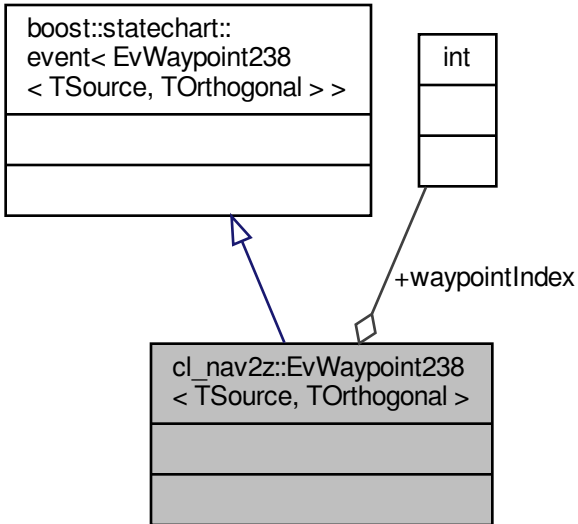 boost::statechart::
event< EvWaypoint238
< TSource, TOrthogonal > >
int
+waypointIndex
cl_nav2z::EvWaypoint238
< TSource, TOrthogonal >